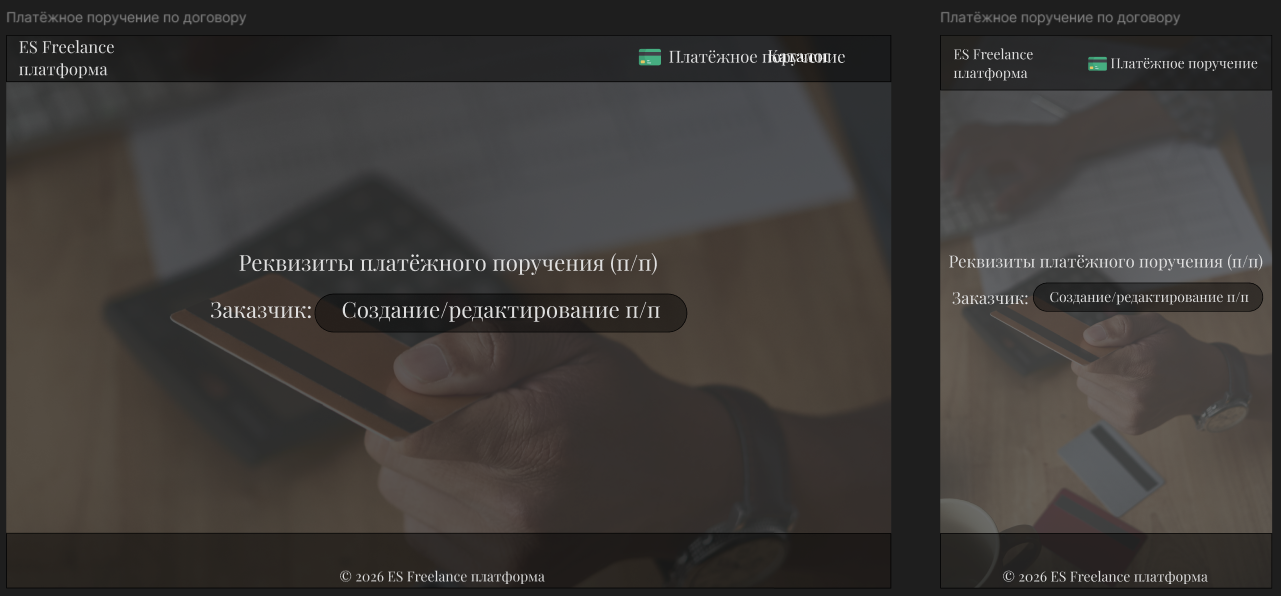 Платёжное поручение по договору
ES Freelance
платформа
Платёжное поручение
Каталог
Реквизиты платёжного поручения (п/п)
Заказчик: Создание/редактирование п/п
© 2026 ES Freelance платформа
Платёжное поручение по договору
ES Freelance
платформа
Платёжное поручение
Реквизиты платёжного поручения (п/п)
Заказчик: Создание/редактирование п/п
© 2026 ES Freelance платформа